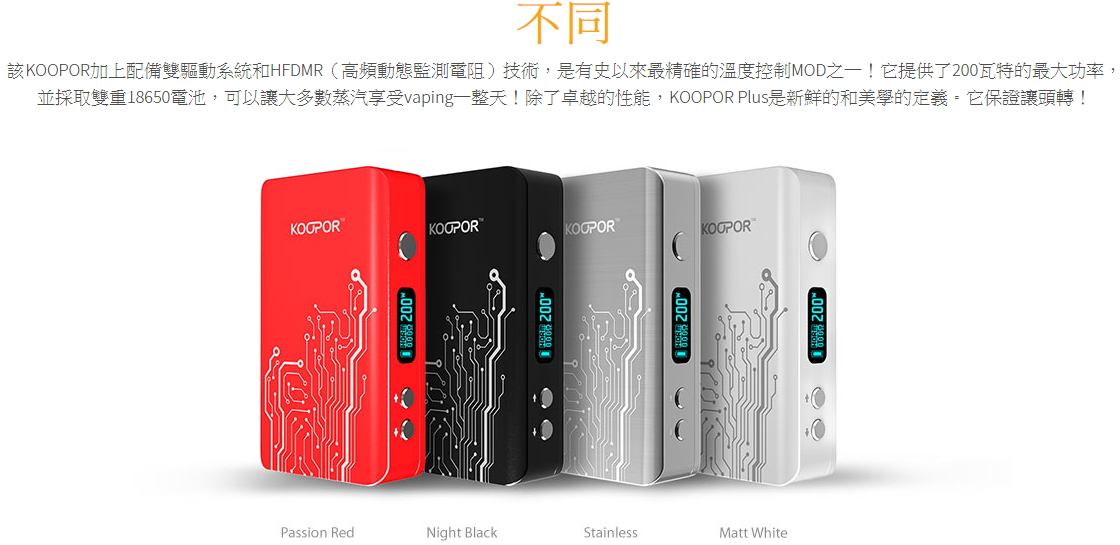 不同
該KOOPOR加上配備雙驅動系統和HFDMR（高頻動態監測電阻）技術，是有史以來最精確的溫度控制MOD之一！它提供了200瓦特的最大功率，
並採取雙重18650電池，可以讓大多數蒸汽享受vaping一整天！除了卓越的性能，KOOPOR Plus是新鮮的和美學的定義。它保證讓頭轉！
KOOPOR™ KOOPOR™ KOOPOR™ KOOPOR™
200W 200W 200W 200W
Passion Red Night Black Stainless Matt White